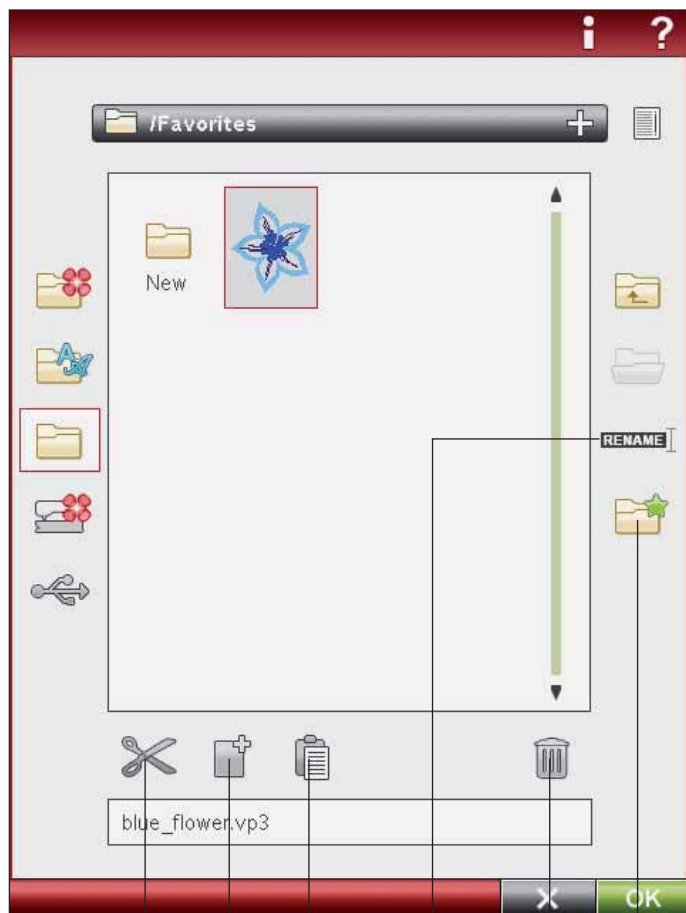 i ?
/Favorites
New
RENAME
blue_flower.vp3
X OK